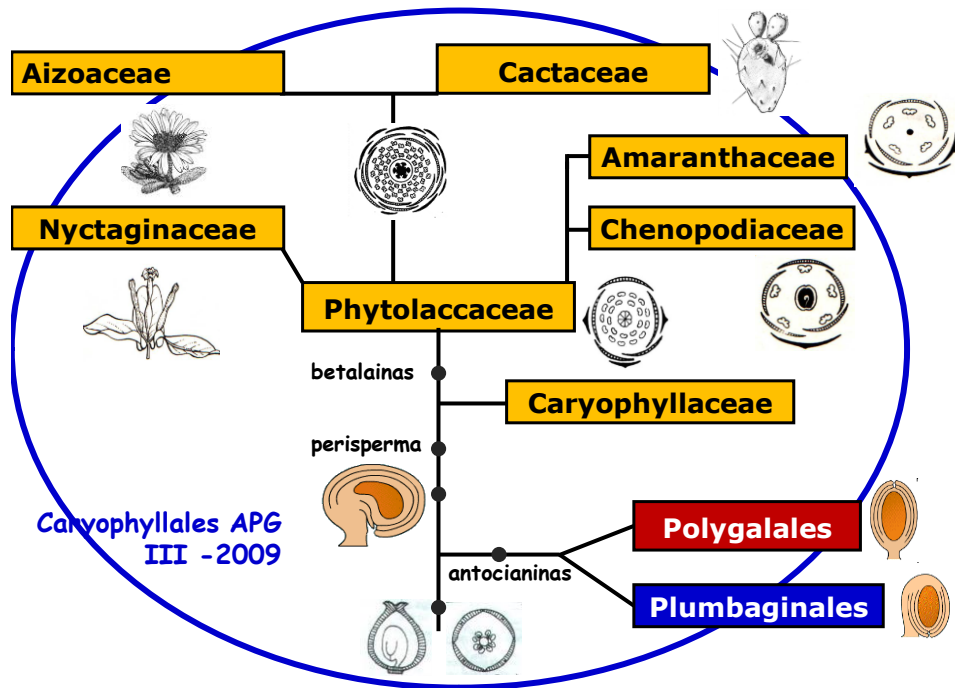 Aizoaceae
Cactaceae
Amaranthaceae
Nyctaginaceae
Chenopodiaceae
Phytolaccaceae
betalainas
Caryophyllaceae
perisperma
Caryophyllales APG
III -2009
Polygalales
antocianinas
Plumbaginales